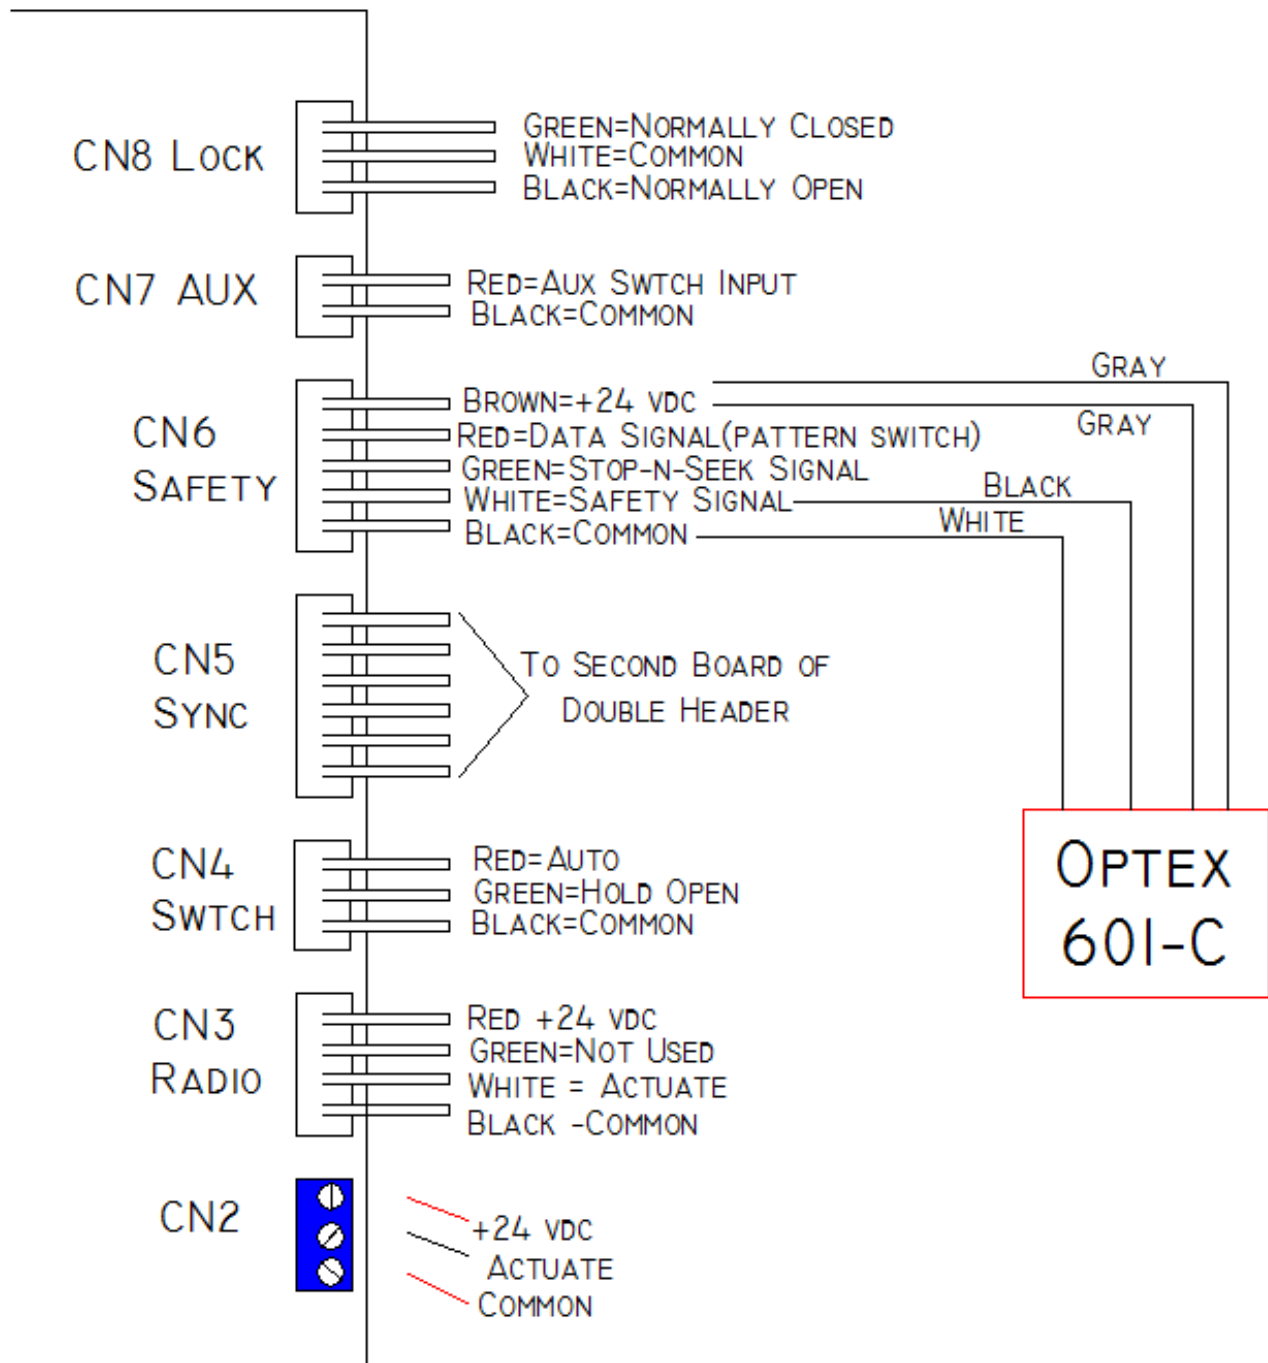 CN8 LOCK
GREEN=NORMALLY CLOSED
WHITE=COMMON
BLACK=NORMALLY OPEN
CN7 AUX
RED=AUX SWTCH INPUT
BLACK=COMMON
CN6
SAFETY
BROWN=+24 VDC
RED=DATA SIGNAL(PATTERN SWITCH)
GREEN=STOP-N-SEEK SIGNAL
WHITE=SAFETY SIGNAL
BLACK=COMMON
GRAY
GRAY
BLACK
WHITE
CN5
SYNC
TO SECOND BOARD OF
DOUBLE HEADER
CN4
SWTCH
RED=AUTO
GREEN=HOLD OPEN
BLACK=COMMON
OPTEX
601-C
CN3
RADIO
RED +24 VDC
GREEN=NOT USED
WHITE = ACTUATE
BLACK -COMMON
CN2
+24 VDC
ACTUATE
COMMON